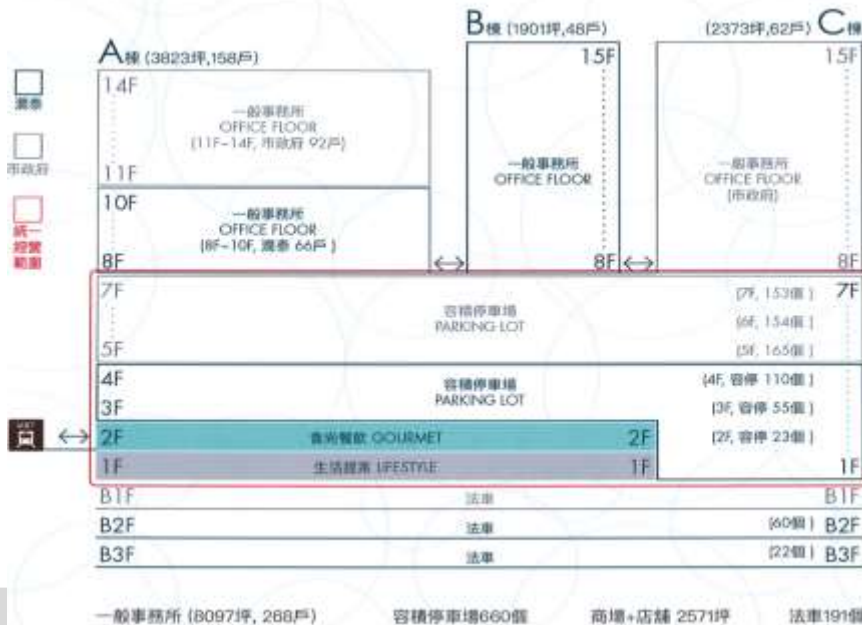 A棟 (3823坪,158戶)
B棟 (1901坪,48戶)
(2373坪,62戶) C棟
潤泰
市政府
統一
經營
範圍
14F
一般事務所
OFFICE FLOOR
(11F~14F, 市政府 92戶)
11F
10F
一般事務所
OFFICE FLOOR
(8F~10F, 潤泰 66戶)
8F
15F
一般事務所
OFFICE FLOOR
8F
15F
一般事務所
OFFICE FLOOR
(市政府)
8F
7F
容積停車場
PARKING LOT
(7F, 153個)
7F
(6F, 154個)
5F
(5F, 165個)
4F
容積停車場
PARKING LOT
(4F, 容停 110個)
3F
(3F, 容停 55個)
2F
食尚餐飲 GOURMET
2F
(2F, 容停 23個)
1F
LIFESTYLE
1F
1F
B1F
法車
B1F
B2F
法車
(60個) B2F
B3F
法車
(22個) B3F
一般事務所 (8097坪, 268戶)
容積停車場660個
商場+店舖 2571坪
法車191個